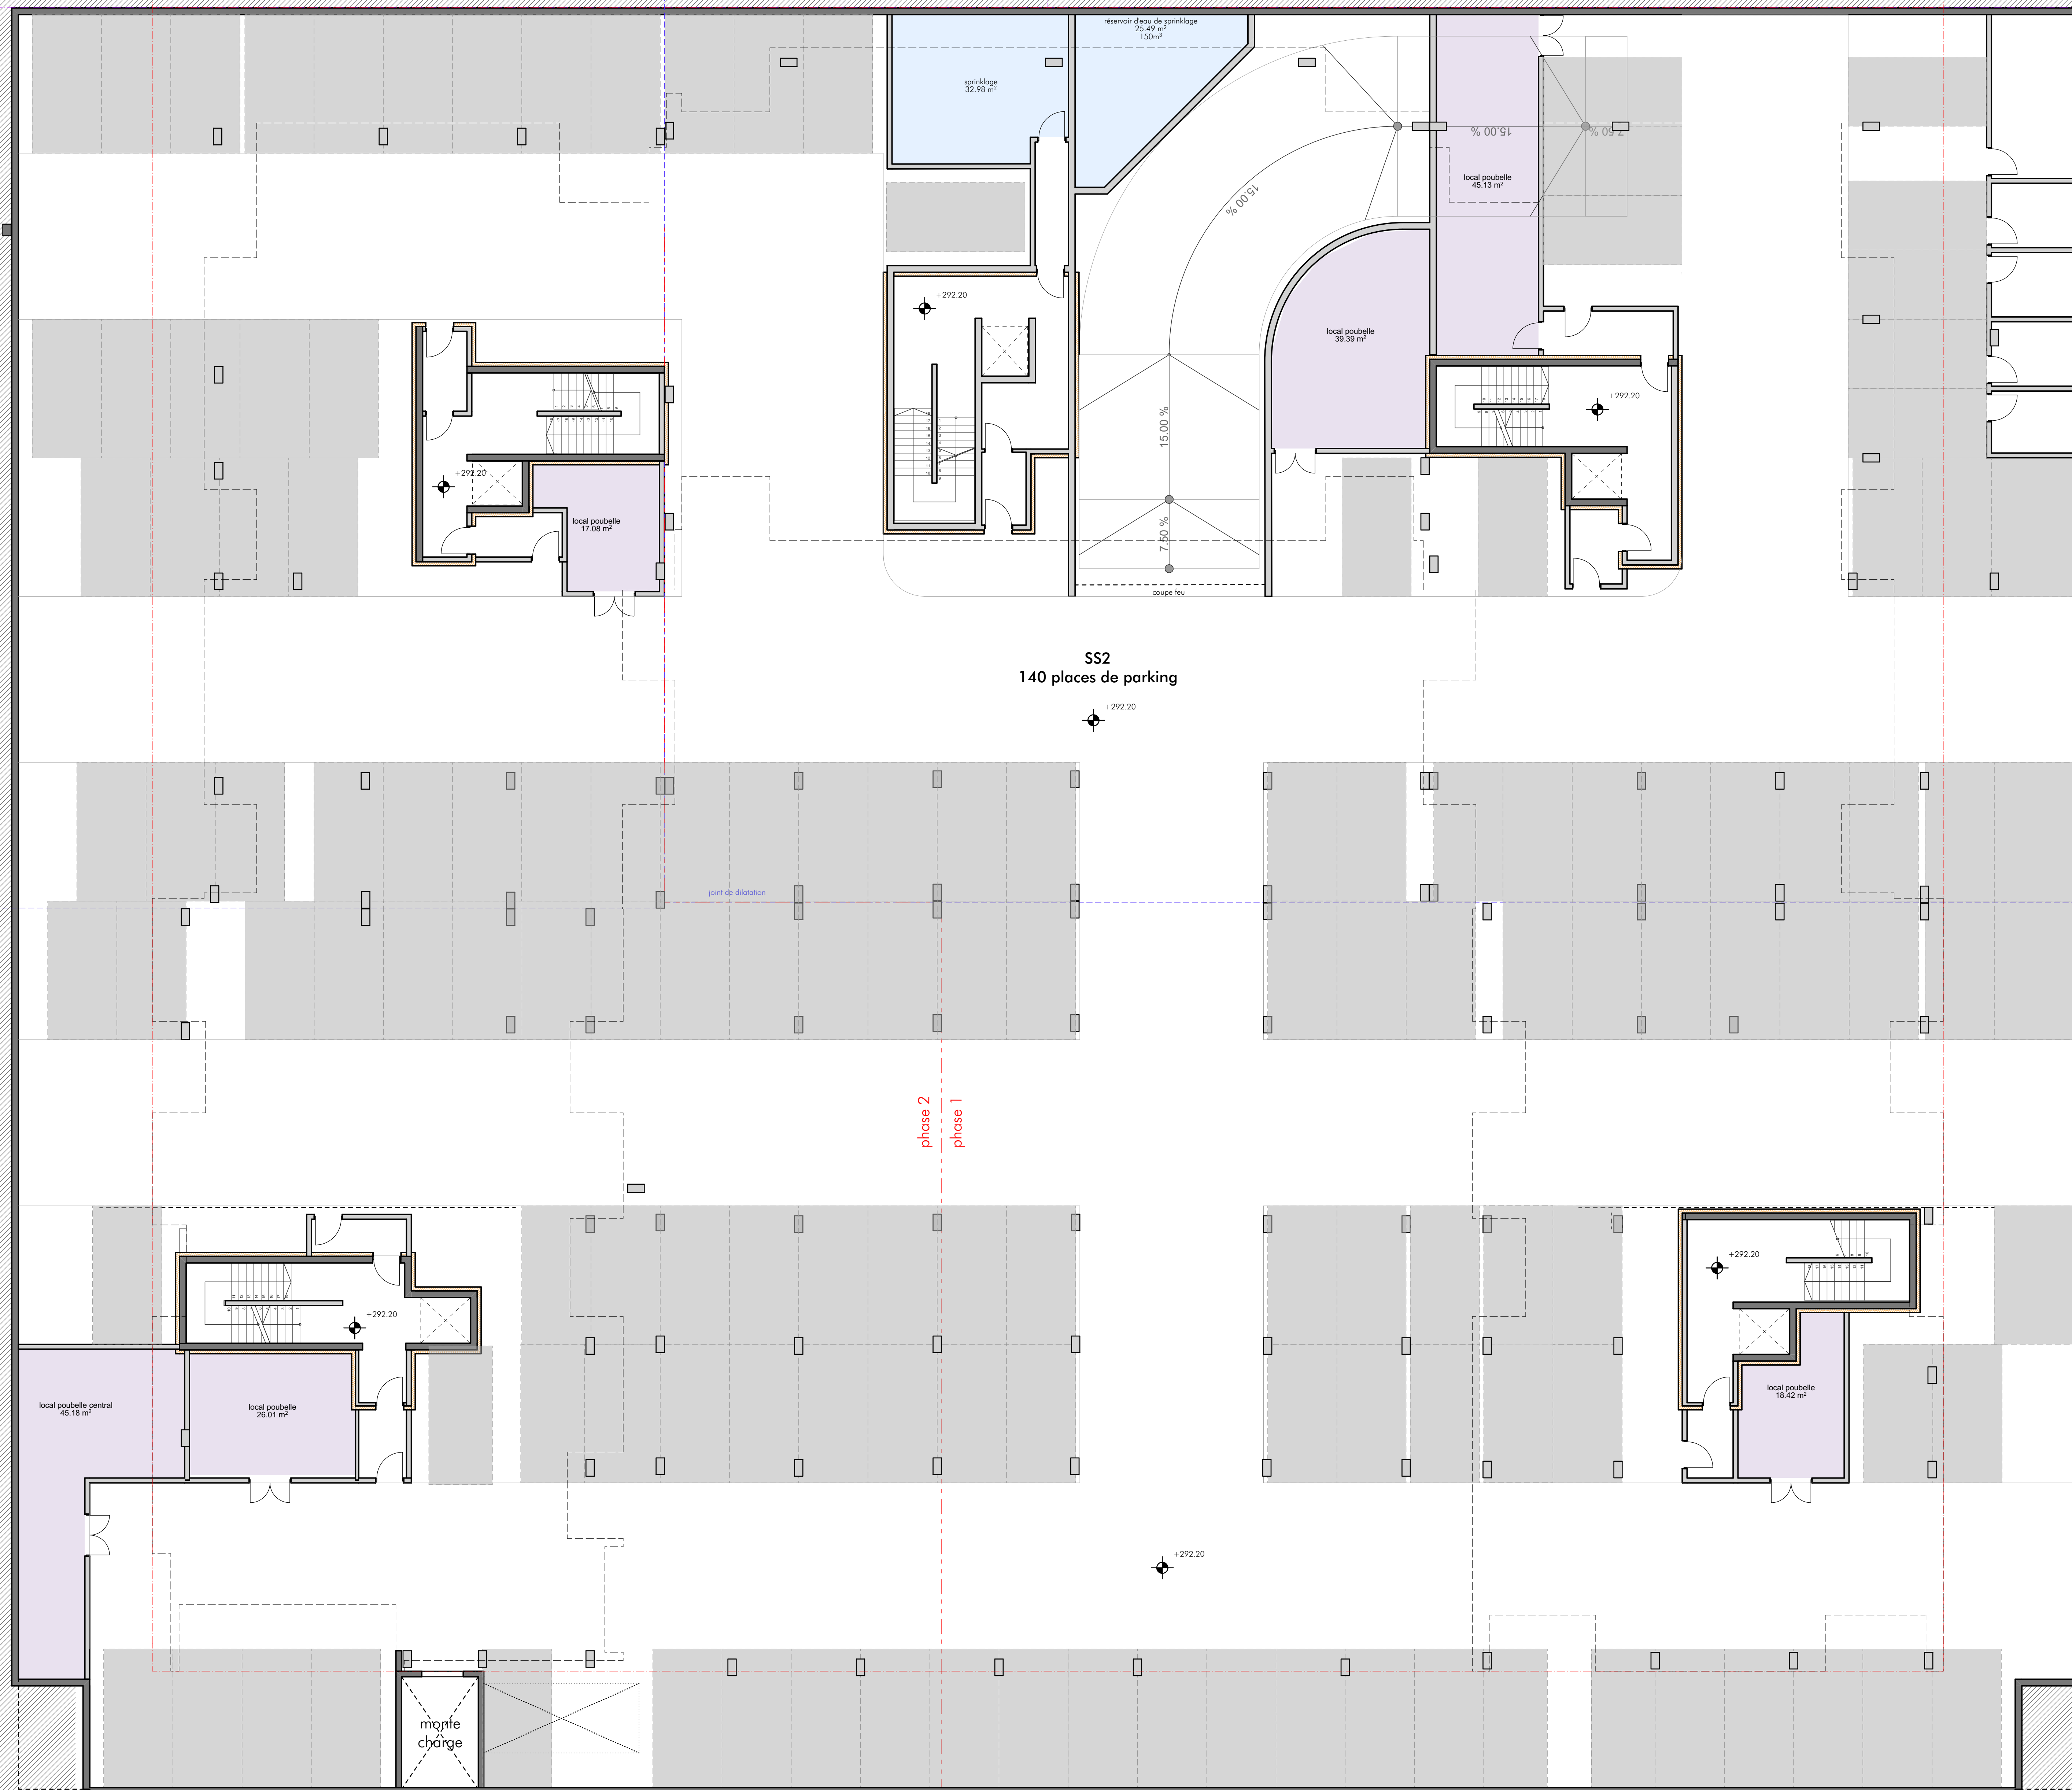 réservoir d'eau de sprinklage
25.49 m²
150m³
sprinklage
32.98 m²
15.00 %
7.50 %
local poubelle
45.13 m²
15.00 %
+292.20
local poubelle
39.39 m²
+292.20
15.00 %
+292.20
local poubelle
17.08 m²
7.50 %
coupe feu
SS2
140 places de parking
+292.20
joint de dilatation
phase 2
phase 1
+292.20
+292.20
local poubelle central
45.18 m²
local poubelle
26.01 m²
local poubelle
18.42 m²
+292.20
monte
charge